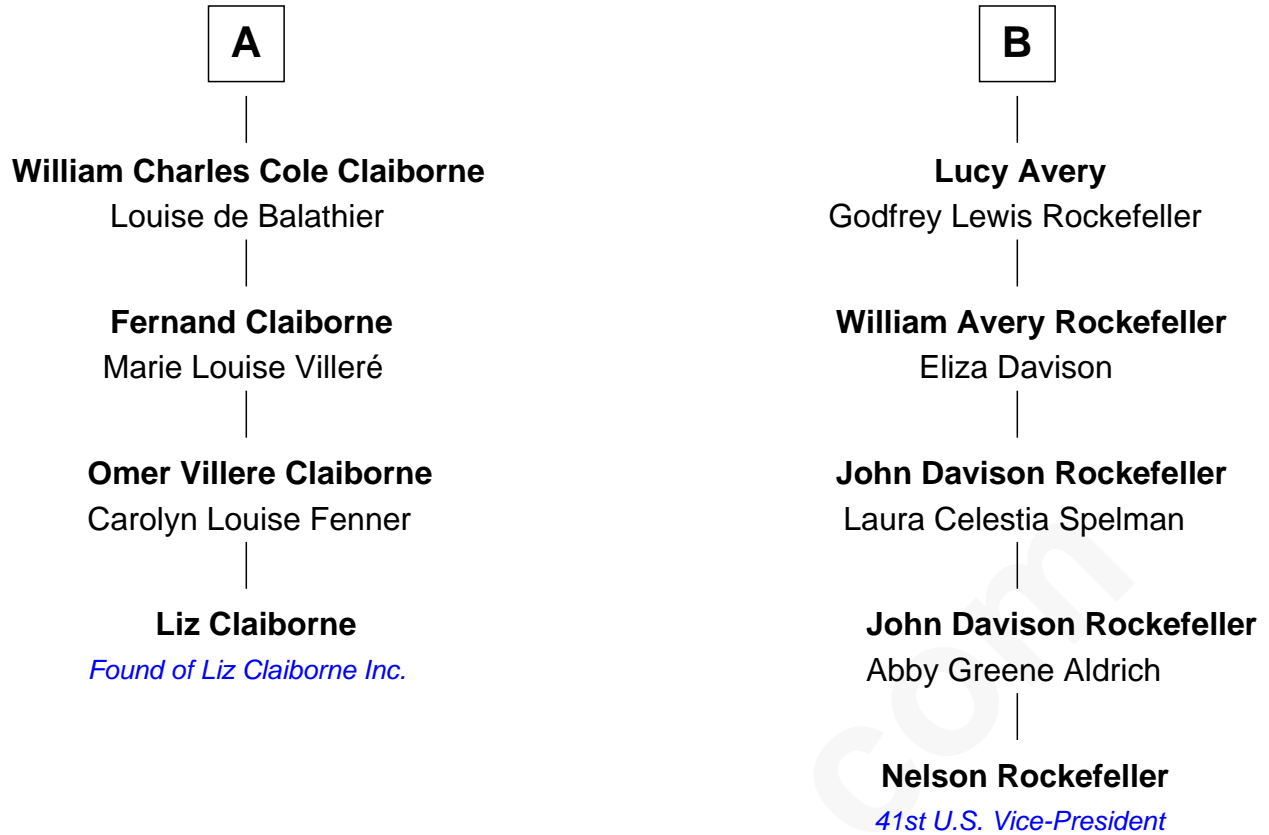 A
William Charles Cole Claiborne
Louise de Balathier
Fernand Claiborne
Marie Louise Villeré
Omer Villere Claiborne
Carolyn Louise Fenner
Liz Claiborne
Found of Liz Claiborne Inc.
B
Lucy Avery
Godfrey Lewis Rockefeller
William Avery Rockefeller
Eliza Davison
John Davison Rockefeller
Laura Celestia Spelman
John Davison Rockefeller
Abby Greene Aldrich
Nelson Rockefeller
41st U.S. Vice-President
com